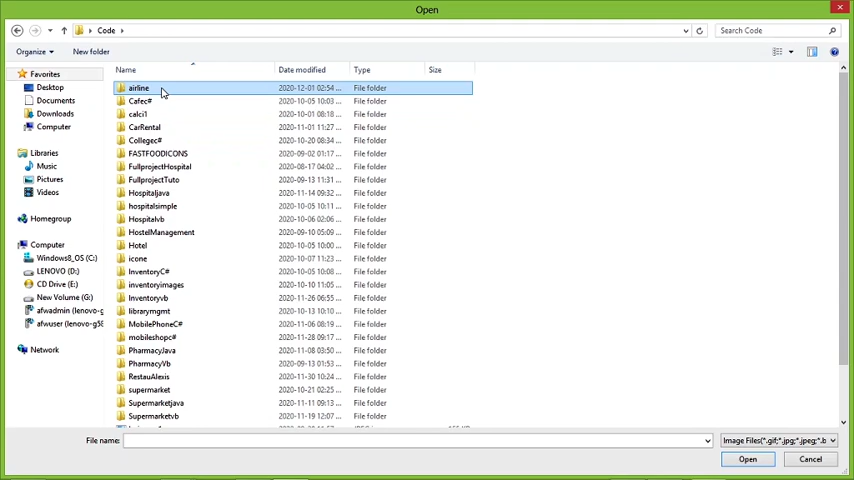 Open
Code
Search Code
Organize
New folder
Name Date modified Type Size
Favorites
Desktop
Documents
Downloads
Computer
Libraries
Music
Pictures
Videos
Homegroup
Computer
Windows8_OS (C:)
LENOVO (D:)
CD Drive (E:)
New Volume (G:)
afwadmin (lenovo-g
afwuser (lenovo-g58
Network
airline 2020-12-01 02:54 ... File folder
Cafec# 2020-10-05 10:03 ... File folder
calci1 2020-10-01 08:18 ... File folder
CarRental 2020-11-01 11:27 ... File folder
Collegec# 2020-10-20 08:34 ... File folder
FASTFOODICONS 2020-09-02 01:17 ... File folder
FullprojectHospital 2020-08-17 04:02 ... File folder
FullprojectTuto 2020-09-13 11:31 ... File folder
Hospitaljava 2020-11-14 09:32 ... File folder
hospitalsimple 2020-10-05 10:11 ... File folder
Hospitalvb 2020-10-06 02:06 ... File folder
HostelManagement 2020-09-10 05:09 ... File folder
Hotel 2020-10-05 10:00 ... File folder
icone 2020-10-07 11:23 ... File folder
InventoryC# 2020-10-05 10:08 ... File folder
inventoryimages 2020-10-10 11:05 ... File folder
Inventoryvb 2020-11-26 06:55 ... File folder
librarymgmt 2020-10-13 10:10 ... File folder
MobilePhoneC# 2020-11-06 08:19 ... File folder
mobileshopc# 2020-11-28 09:17 ... File folder
PharmacyJava 2020-11-08 03:50 ... File folder
PharmacyVb 2020-09-13 01:53 ... File folder
RestauAlexis 2020-11-30 10:24 ... File folder
supermarket 2020-10-21 02:25 ... File folder
Supermarketjava 2020-11-11 09:13 ... File folder
Supermarketvb 2020-11-19 12:07 ... File folder
File name:
Image Files(*.gif;*.jpg;*.jpeg;*.b
Open
Cancel